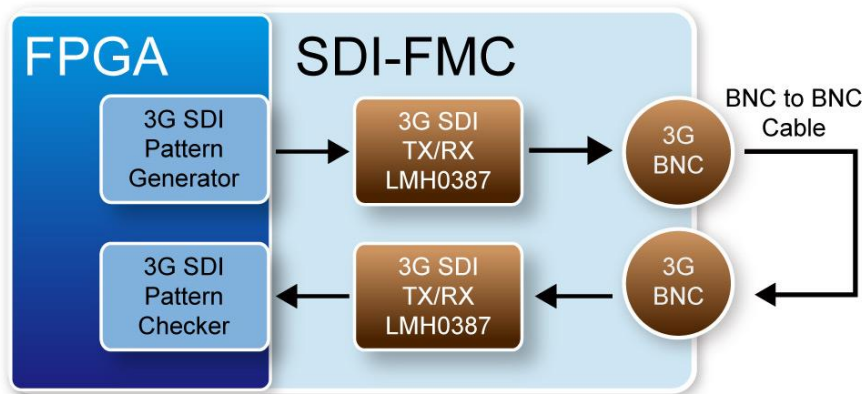 FPGA
SDI-FMC
3G SDI
Pattern
Generator
3G SDI
TX/RX
LMH0387
3G
BNC
BNC to BNC
Cable
3G SDI
Pattern
Checker
3G SDI
TX/RX
LMH0387
3G
BNC